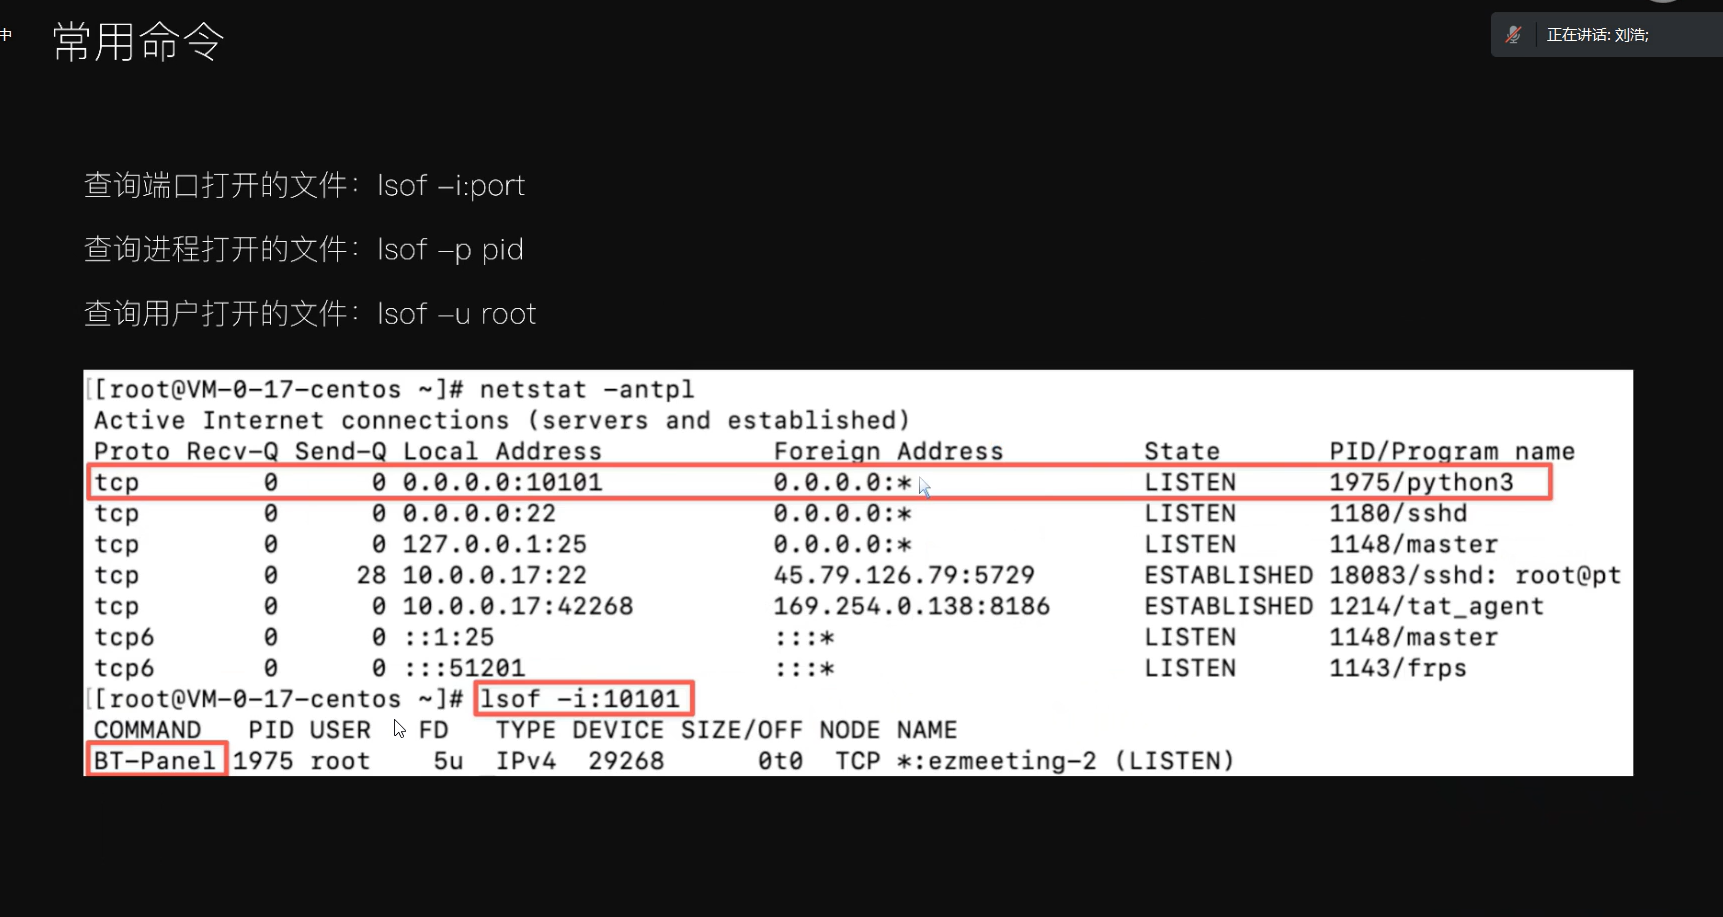 中
常用命令
正在讲话: 刘浩;
查询端口打开的文件：lsof –i:port
查询进程打开的文件：lsof –p pid
查询用户打开的文件：lsof –u root
[[root@VM-0-17-centos ~]# netstat -antpl
Active Internet connections (servers and established)
Proto Recv-Q Send-Q Local Address Foreign Address State PID/Program name
tcp 0 0 0.0.0.0:10101 0.0.0.0:* LISTEN 1975/python3
tcp 0 0 0.0.0.0:22 0.0.0.0:* LISTEN 1180/sshd
tcp 0 0 127.0.0.1:25 0.0.0.0:* LISTEN 1148/master
tcp 0 28 10.0.0.17:22 45.79.126.79:5729 ESTABLISHED 18083/sshd: root@pt
tcp 0 0 10.0.0.17:42268 169.254.0.138:8186 ESTABLISHED 1214/tat_agent
tcp6 0 0 ::1:25 :::* LISTEN 1148/master
tcp6 0 0 :::51201 :::* LISTEN 1143/frps
[[root@VM-0-17-centos ~]# lsof -i:10101
COMMAND PID USER FD TYPE DEVICE SIZE/OFF NODE NAME
BT-Panel 1975 root 5u IPv4 29268 0t0 TCP *:ezmeeting-2 (LISTEN)